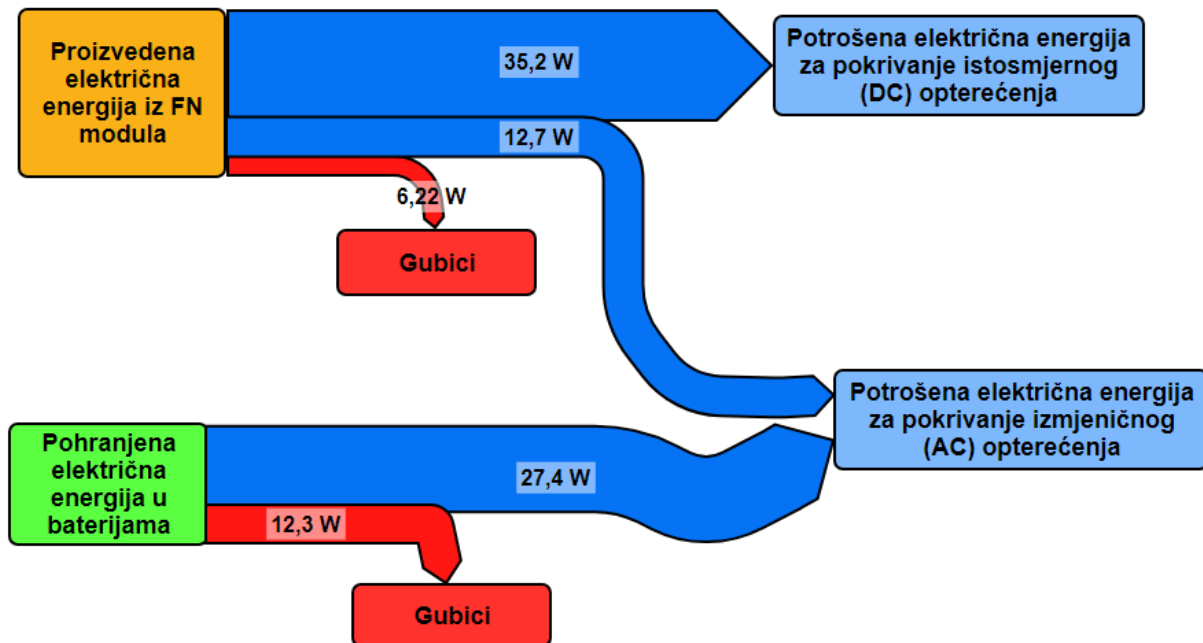 Proizvedena
električna
energija iz FN
modula
35,2 W
12,7 W
6,22 W
Gubici
Potrošena električna energija
za pokrivanje istosmjernog
(DC) opterećenja
Pohranjena
električna
energija u
baterijama
27,4 W
12,3 W
Gubici
Potrošena električna energija
za pokrivanje izmjeničnog
(AC) opterećenja